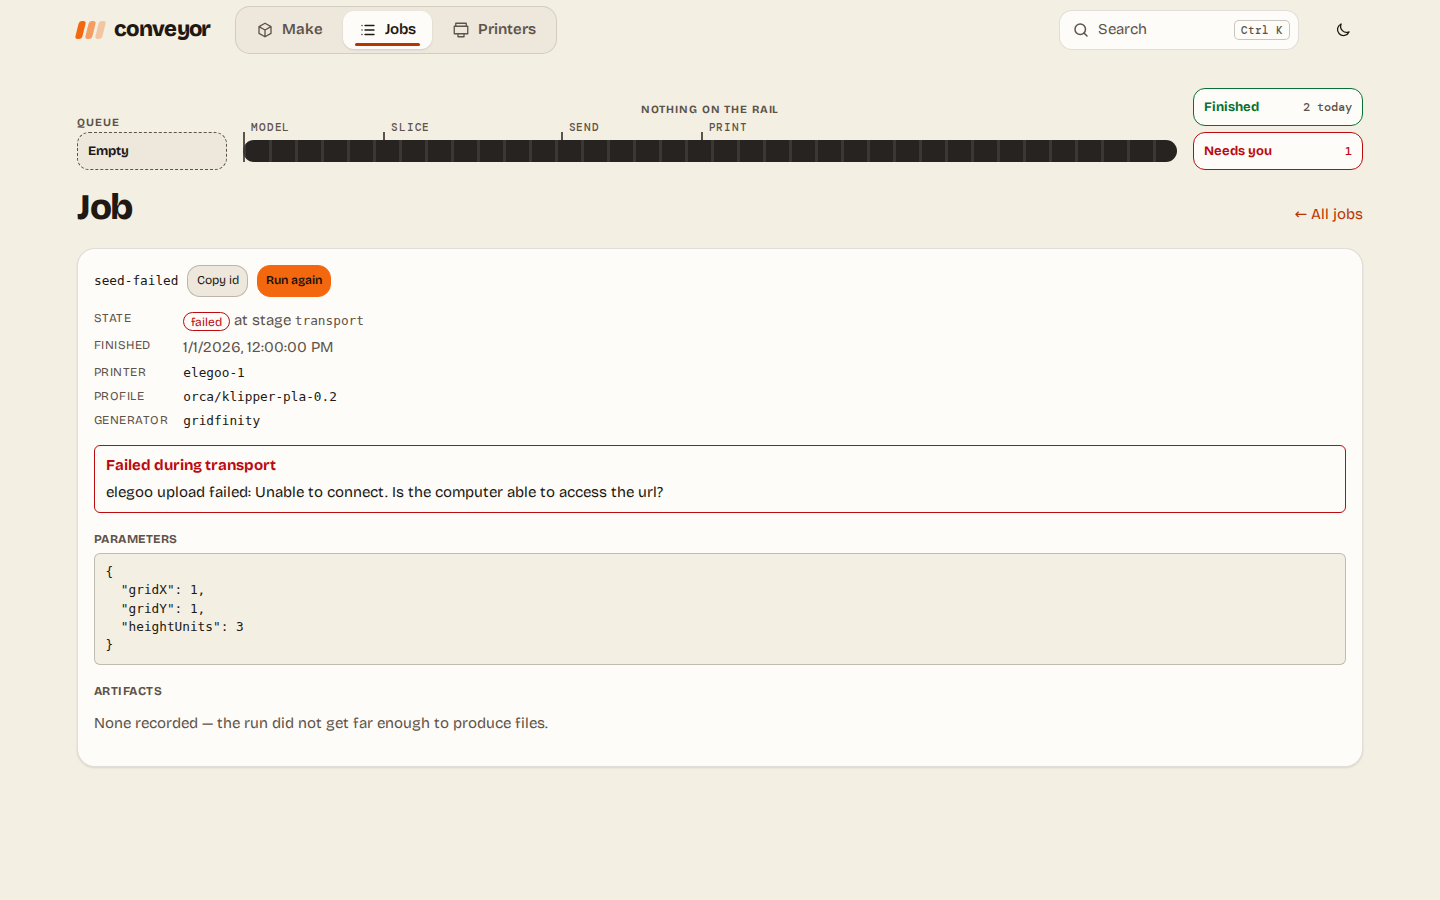 conveyor
Make
Jobs
Printers
Search
Ctrl K
QUEUE
Empty
NOTHING ON THE RAIL
MODEL
SLICE
SEND
PRINT
Finished 2 today
Needs you 1
Job
← All jobs
seed-failed
Copy id
Run again
STATE failed at stage transport
FINISHED 1/1/2026, 12:00:00 PM
PRINTER elegoo-1
PROFILE orca/klipper-pla-0.2
GENERATOR gridfinity
Failed during transport
elegoo upload failed: Unable to connect. Is the computer able to access the url?
PARAMETERS
{
"gridX": 1,
"gridY": 1,
"heightUnits": 3
}
ARTIFACTS
None recorded — the run did not get far enough to produce files.